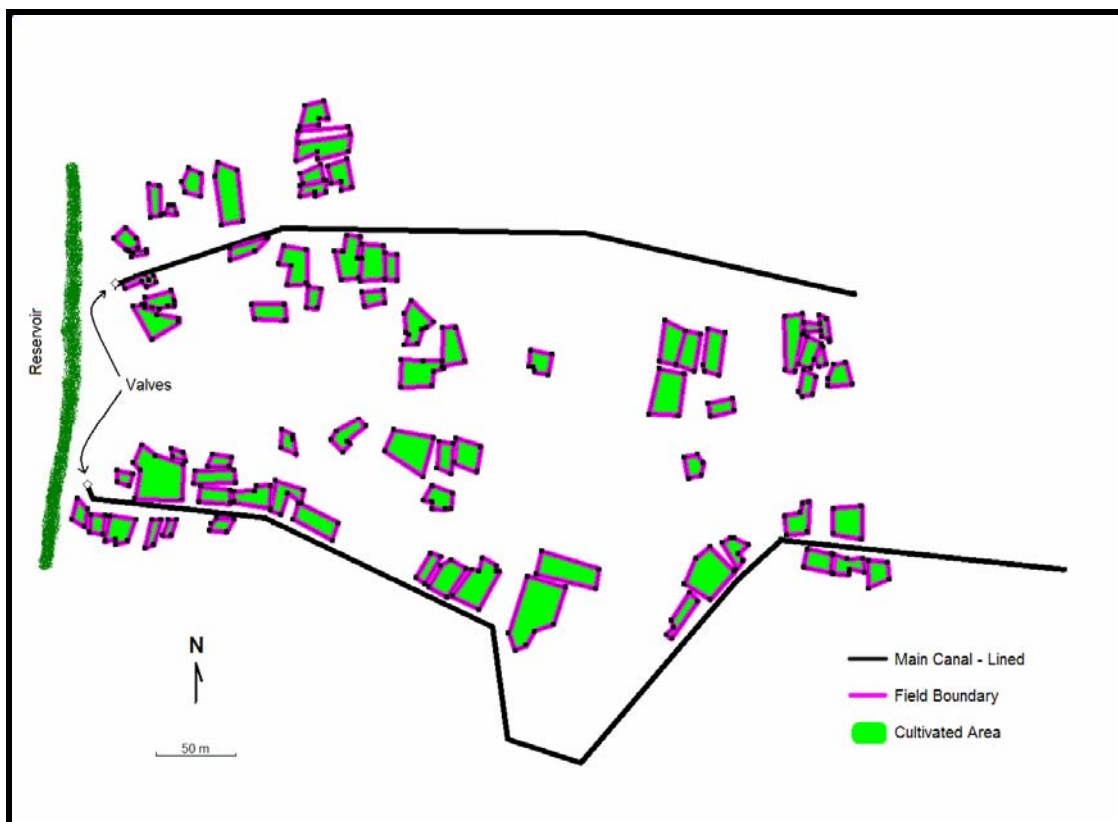 Reservoir
Valves
N
50 m
Main Canal - Lined
Field Boundary
Cultivated Area